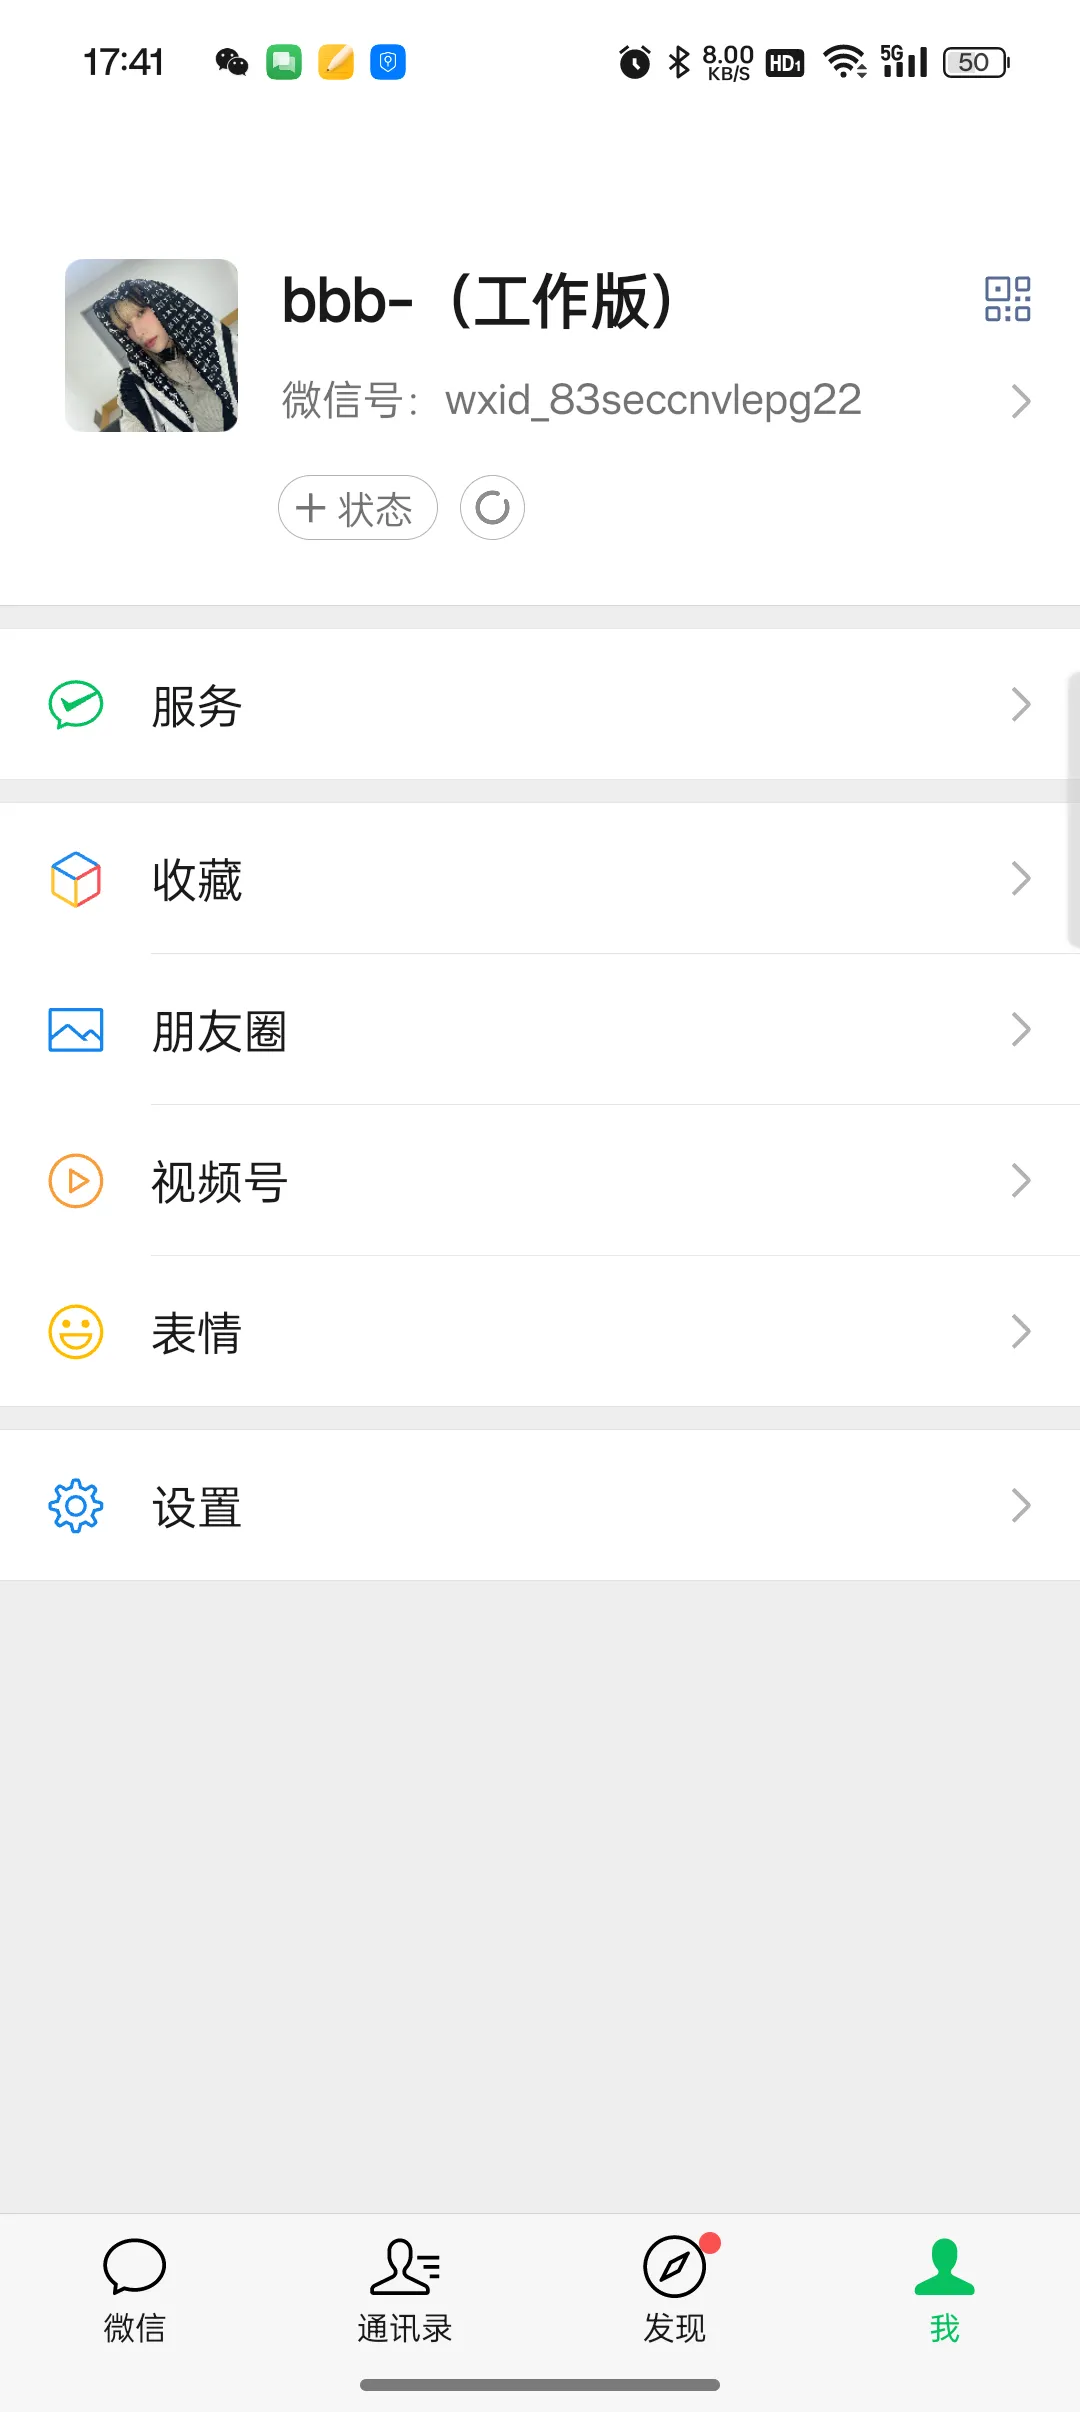 17:41 8.00 KB/S HD1 5G 50
bbb-（工作版）
微信号：wxid_83seccnvlepg22
+ 状态
服务
收藏
朋友圈
视频号
表情
设置
微信 通讯录 发现 我